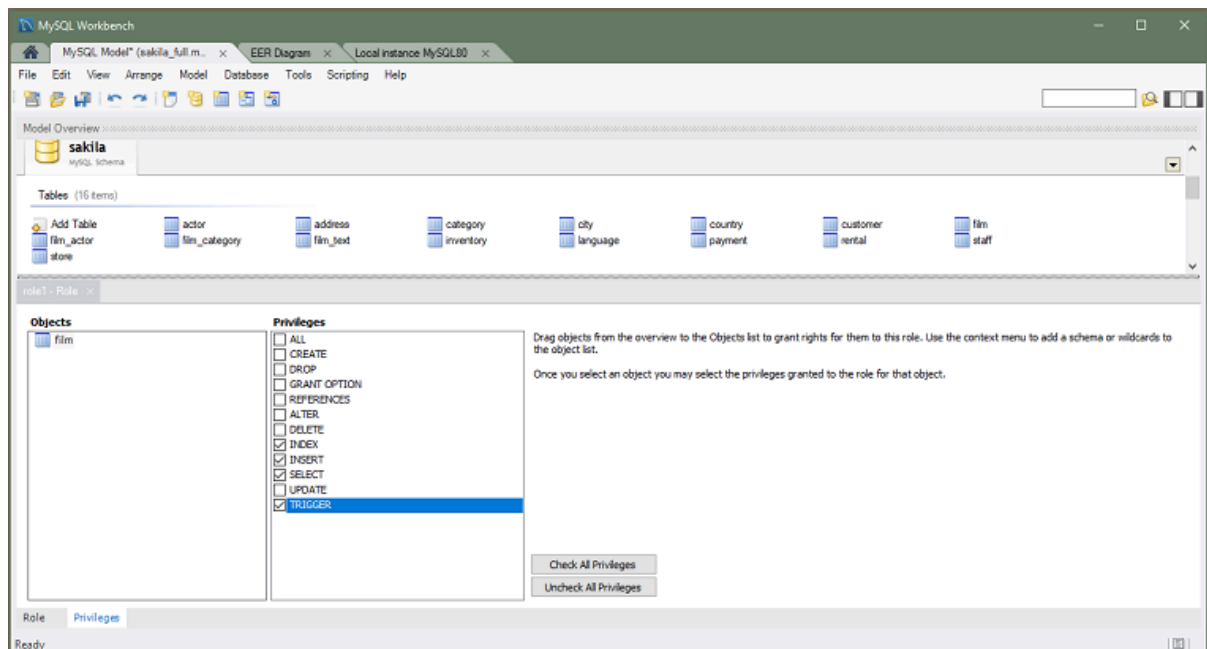 MySQL Workbench
MySQL Model* (sakila_full.m... × EER Diagram × Local instance MySQL80 ×
File Edit View Arrange Model Database Tools Scripting Help
Model Overview
sakila
MySQL Schema
Tables (16 items)
Add Table actor address category city country customer film
film_actor film_category film_text inventory language payment rental staff
store
role1 - Role ×
Objects Privileges
film
ALL
CREATE
DROP
GRANT OPTION
REFERENCES
ALTER
DELETE
INDEX
INSERT
SELECT
UPDATE
TRIGGER
Drag objects from the overview to the Objects list to grant rights for them to this role. Use the context menu to add a schema or wildcards to
the object list.
Once you select an object you may select the privileges granted to the role for that object.
Check All Privileges
Uncheck All Privileges
Role Privileges
Ready